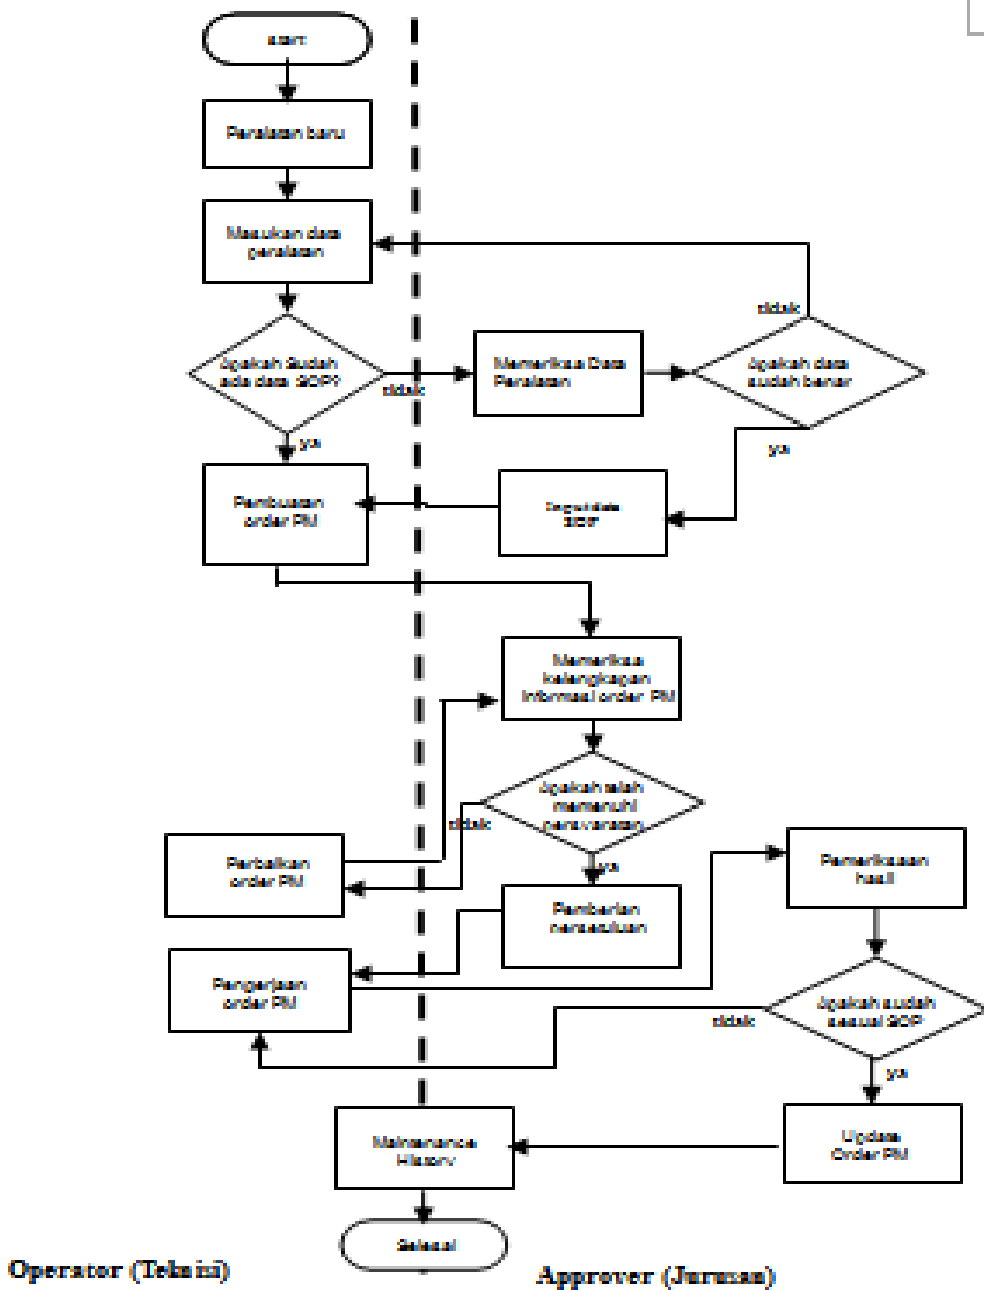 start
Peralatan baru
Masukan data
peralatan
tidak
Apakah Sudah
ada data SOP?
tidak
Memeriksa Data
Peralatan
Apakah data
sudah benar
ya
ya
Pembuatan
order PM
SOP
Memeriksa
kelengkapan
informasi order PM
Apakah telah
memenuhi
persyaratan
tidak
ya
Perbaikan
order PM
Pemeriksaan
hasil
Pemberian
persetujuan
Pengerjaan
order PM
Apakah sudah
sesuai SOP
tidak
ya
Maintenance
History
Update
Order PM
Selesai
Operator (Teknisi)
Approver (Jurusan)